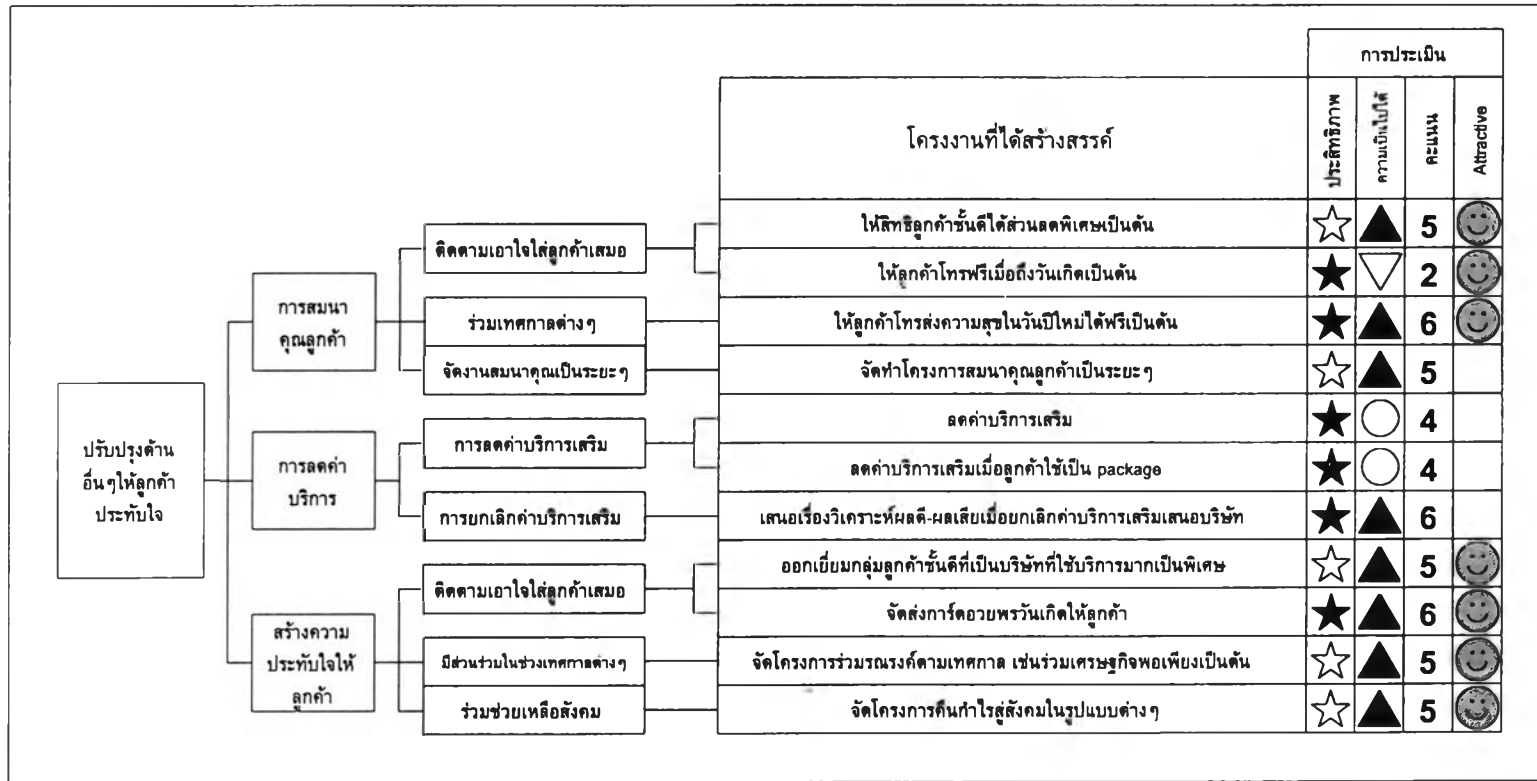 การประเมิน
โครงงานที่ได้สร้างสรรค์
ประสิทธิภาพ
ความเป็นไปได้
คะแนน
Attractive
ปรับปรุงด้าน
อื่นๆให้ลูกค้า
ประทับใจ
การสมนา
คุณลูกค้า
ติดตามเอาใจใส่ลูกค้าเสมอ
ให้สิทธิลูกค้าชั้นดีได้ส่วนลดพิเศษเป็นต้น
5
ให้ลูกค้าโทรฟรีเมื่อถึงวันเกิดเป็นต้น
2
ร่วมเทศกาลต่างๆ
ให้ลูกค้าโทรส่งความสุขในวันปีใหม่ได้ฟรีเป็นต้น
6
จัดงานสมนาคุณเป็นระยะๆ
จัดทำโครงการสมนาคุณลูกค้าเป็นระยะๆ
5
การลดค่า
บริการ
การลดค่าบริการเสริม
ลดค่าบริการเสริม
4
ลดค่าบริการเสริมเมื่อลูกค้าใช้เป็น package
4
การยกเลิกค่าบริการเสริม
เสนอเรื่องวิเคราะห์ผลดี-ผลเสียเมื่อยกเลิกค่าบริการเสริมเสนอบริษัท
6
สร้างความ
ประทับใจให้
ลูกค้า
ติดตามเอาใจใส่ลูกค้าเสมอ
ออกเยี่ยมกลุ่มลูกค้าชั้นดีที่เป็นบริษัทที่ใช้บริการมากเป็นพิเศษ
5
จัดส่งการ์ดอวยพรวันเกิดให้ลูกค้า
6
มีส่วนร่วมในช่วงเทศกาลต่างๆ
จัดโครงการร่วมรณรงค์ตามเทศกาล เช่นร่วมเศรษฐกิจพอเพียงเป็นต้น
5
ร่วมช่วยเหลือสังคม
จัดโครงการคืนกำไรสู่สังคมในรูปแบบต่างๆ
5